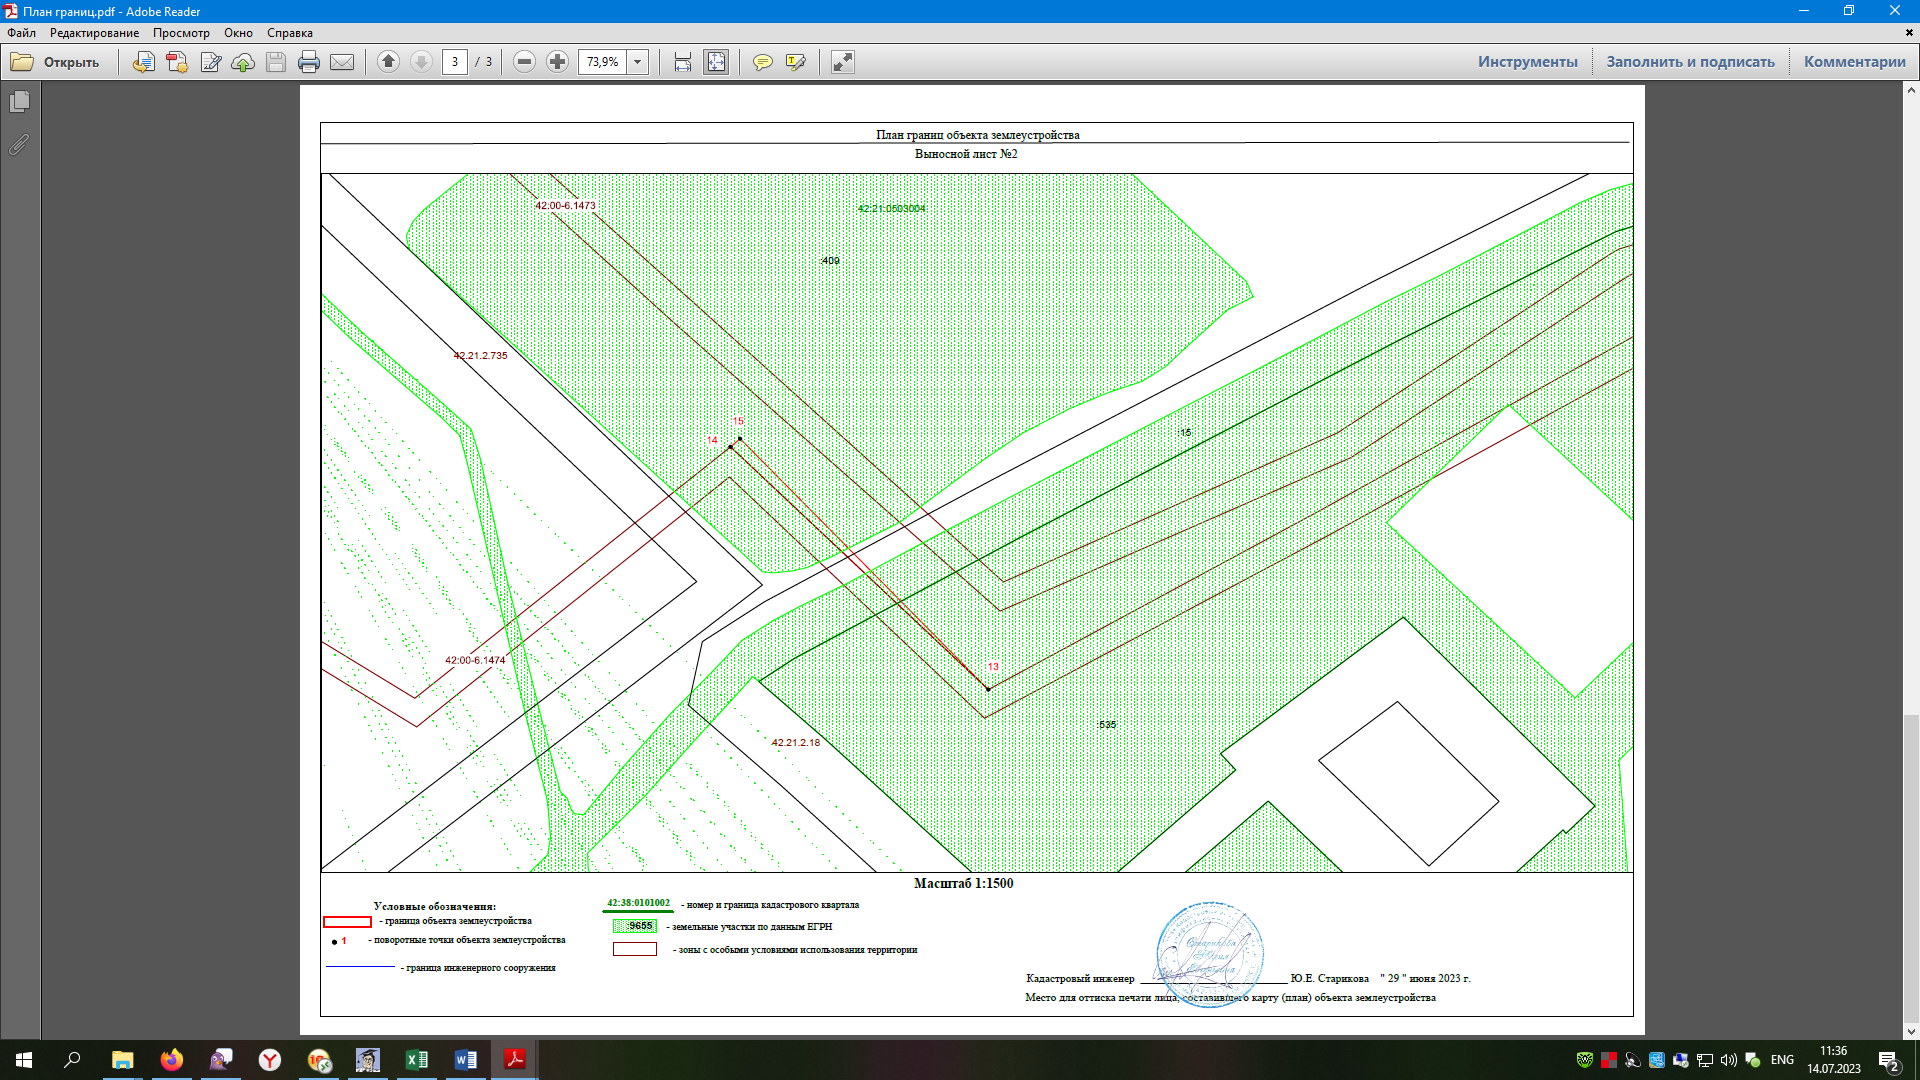 План границ.pdf - Adobe Reader
Файл Редактирование Просмотр Окно Справка
Открыть 3 / 3 73,9% Инструменты Заполнить и подписать Комментарии
План границ объекта землеустройства
Выносной лист №2
42:00-6.1473
42:21:0503004
:409
42.21.2.735
15
14
:15
42:00-6.1474
13
:535
42.21.2.18
Масштаб 1:1500
Условные обозначения:
- граница объекта землеустройства
1 - поворотные точки объекта землеустройства
- граница инженерного сооружения
42:38:0101002 - номер и граница кадастрового квартала
:9655 - земельные участки по данным ЕГРН
- зоны с особыми условиями использования территории
Кадастровый инженер Ю.Е. Старикова " 29 " июня 2023 г.
Место для оттиска печати лица, составившего карту (план) объекта землеустройства
Старикова
Юлия
ENG
11:36
14.07.2023
2